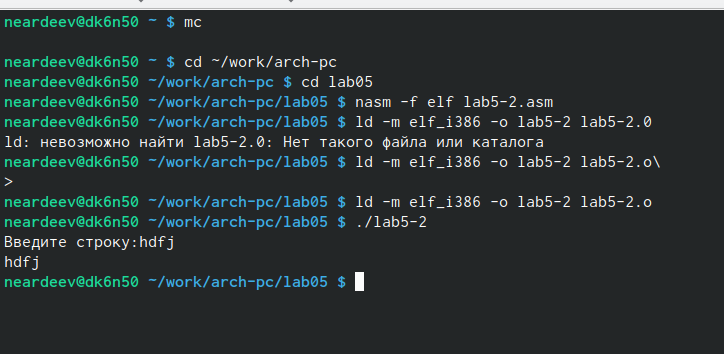 neardeev@dk6n50 ~ $ mc
neardeev@dk6n50 ~ $ cd ~/work/arch-pc
neardeev@dk6n50 ~/work/arch-pc $ cd lab05
neardeev@dk6n50 ~/work/arch-pc/lab05 $ nasm -f elf lab5-2.asm
neardeev@dk6n50 ~/work/arch-pc/lab05 $ ld -m elf_i386 -o lab5-2 lab5-2.0
ld: невозможно найти lab5-2.0: Нет такого файла или каталога
neardeev@dk6n50 ~/work/arch-pc/lab05 $ ld -m elf_i386 -o lab5-2 lab5-2.o\
>
neardeev@dk6n50 ~/work/arch-pc/lab05 $ ld -m elf_i386 -o lab5-2 lab5-2.o
neardeev@dk6n50 ~/work/arch-pc/lab05 $ ./lab5-2
Введите строку:hdfj
hdfj
neardeev@dk6n50 ~/work/arch-pc/lab05 $